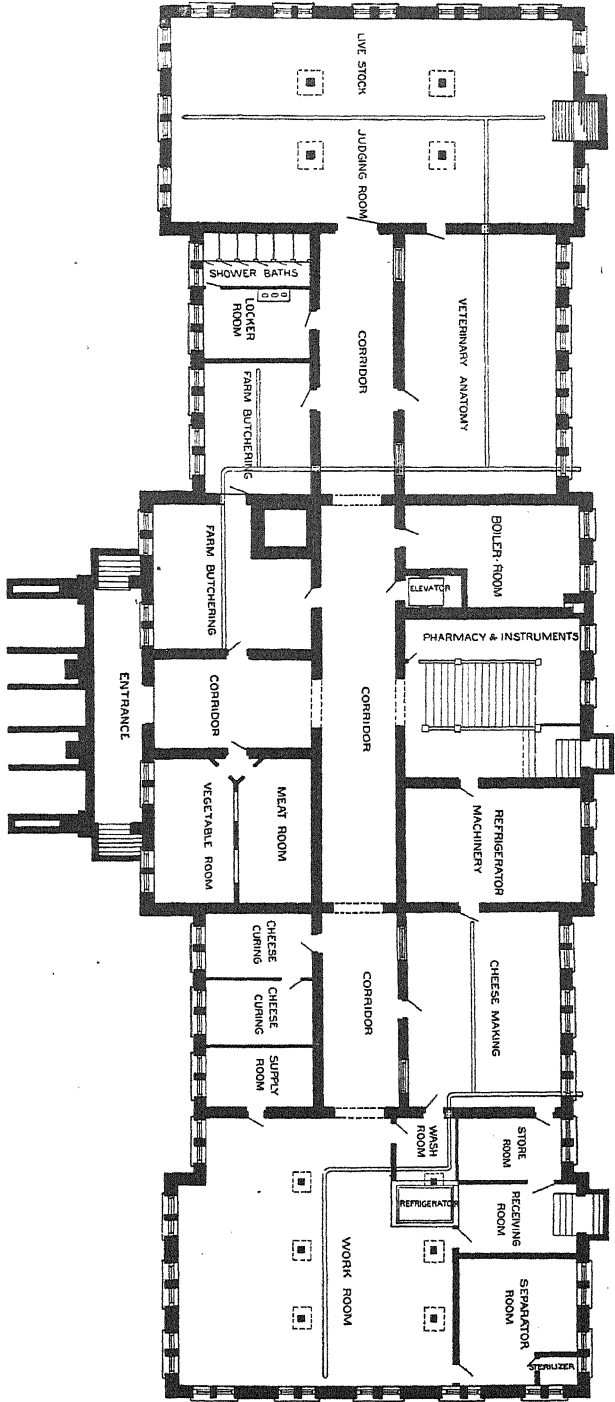 LIVE STOCK
JUDGING ROOM
SHOWER BATHS
LOCKER
ROOM
CORRIDOR
VETERINARY ANATOMY
FARM BUTCHERING
FARM BUTCHERING
BOILER-ROOM
ELEVATOR
PHARMACY & INSTRUMENTS
ENTRANCE
CORRIDOR
CORRIDOR
VEGETABLE ROOM
MEAT ROOM
REFRIGERATOR
MACHINERY
CHEESE
CURING
CHEESE
CURING
SUPPLY
ROOM
CORRIDOR
CHEESE MAKING
WASH
ROOM
STORE
ROOM
REFRIGERATOR
RECEIVING
ROOM
WORK ROOM
SEPARATOR
ROOM
STERILIZER